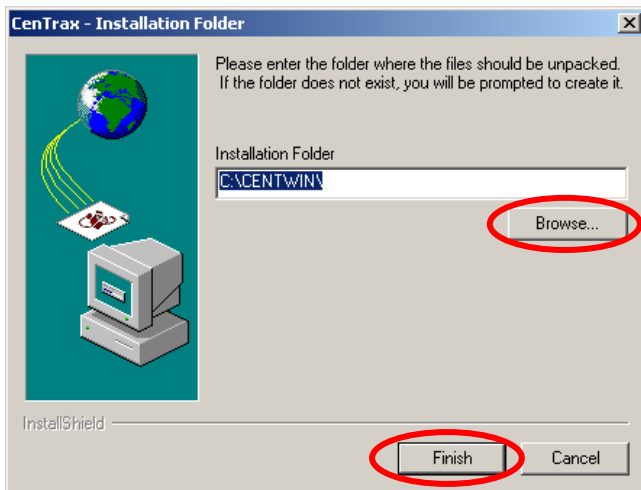 CenTrax - Installation Folder
Please enter the folder where the files should be unpacked.
If the folder does not exist, you will be prompted to create it.
Installation Folder
C:\CENTWIN\
Browse...
InstallShield
Finish
Cancel